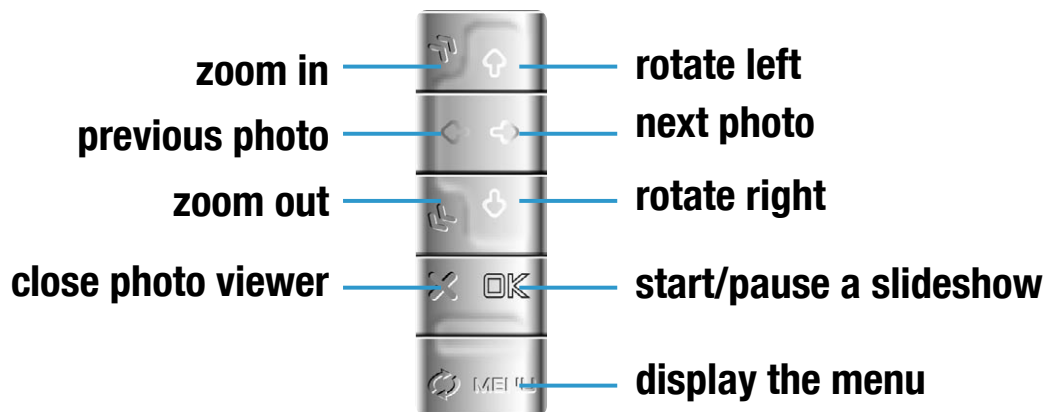 zoom in
rotate left
previous photo
next photo
zoom out
rotate right
close photo viewer
OK
start/pause a slideshow
MENU
display the menu